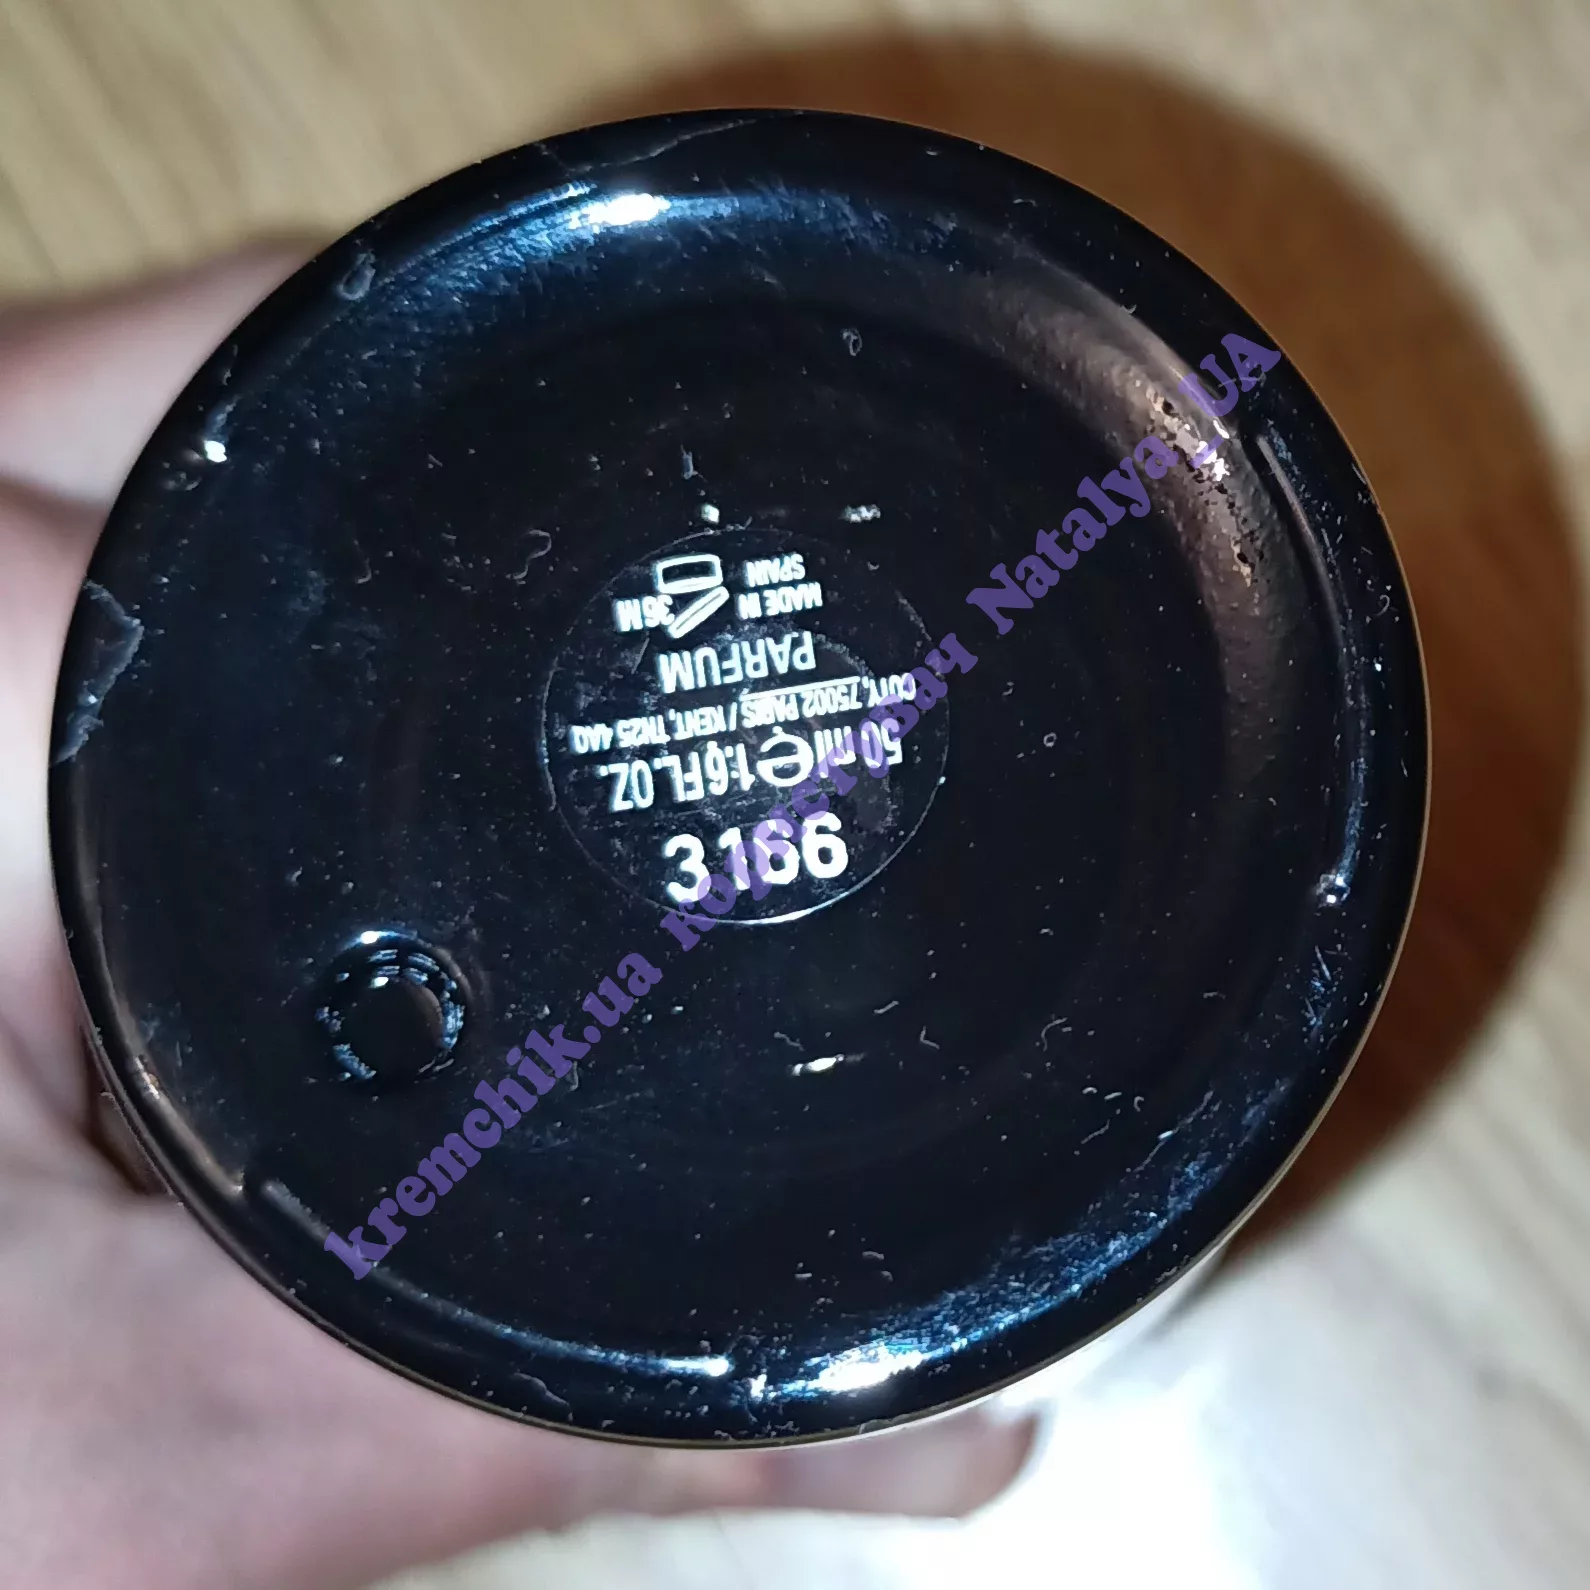 3166
50 ml ℮ 1.6FL.OZ.
COTY, 75002 PARIS / KENT, TN25 4AQ
PARFUM
MADE IN
SPAIN
36M
kremchik.ua користувач Natalya_UA